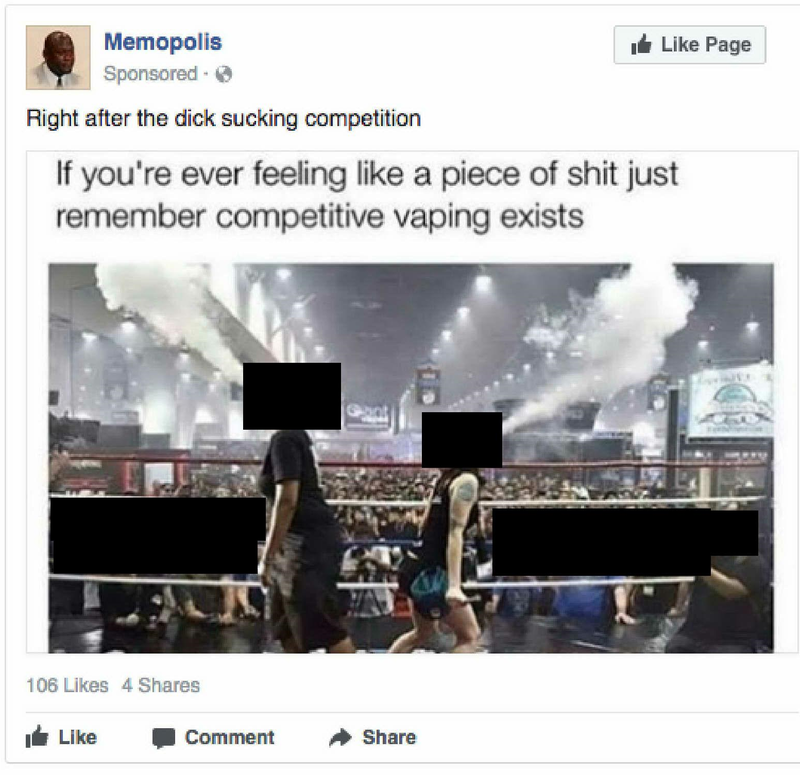 Memopolis
Like Page
Sponsored ·
Right after the dick sucking competition
If you're ever feeling like a piece of shit just
remember competitive vaping exists
Giant
106 Likes 4 Shares
Like Comment Share